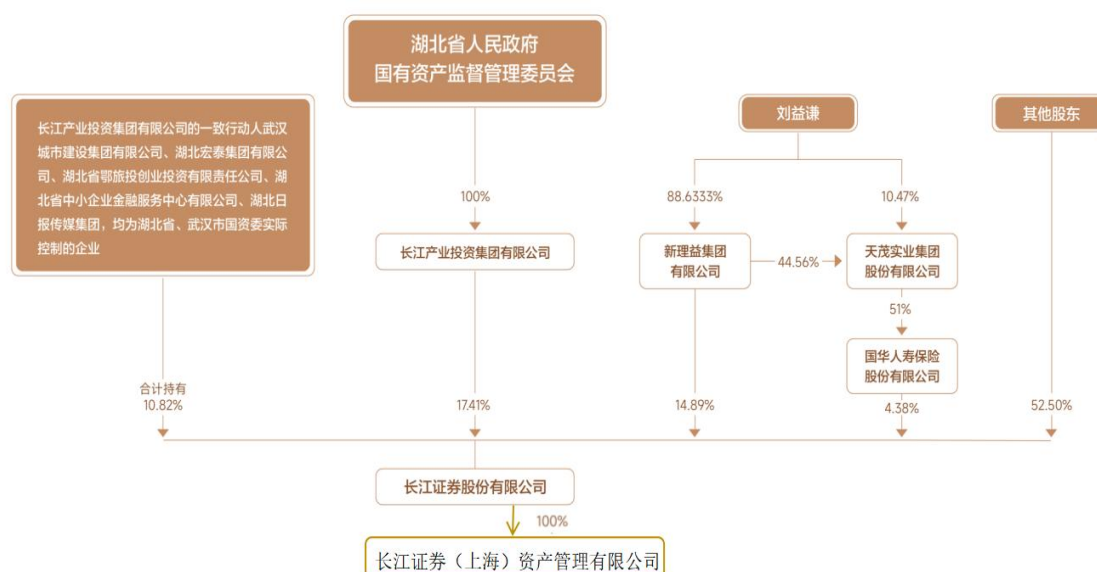 湖北省人民政府
国有资产监督管理委员会
长江产业投资集团有限公司的一致行动人武汉
城市建设集团有限公司、湖北宏泰集团有限公
司、湖北省鄂旅投创业投资有限责任公司、湖
北省中小企业金融服务中心有限公司、湖北日
报传媒集团，均为湖北省、武汉市国资委实际
控制的企业
刘益谦
其他股东
100%
88.6333%
10.47%
长江产业投资集团有限公司
新理益集团
有限公司
44.56%
天茂实业集团
股份有限公司
51%
国华人寿保险
股份有限公司
合计持有
10.82%
17.41%
14.89%
4.38%
52.50%
长江证券股份有限公司
100%
长江证券（上海）资产管理有限公司